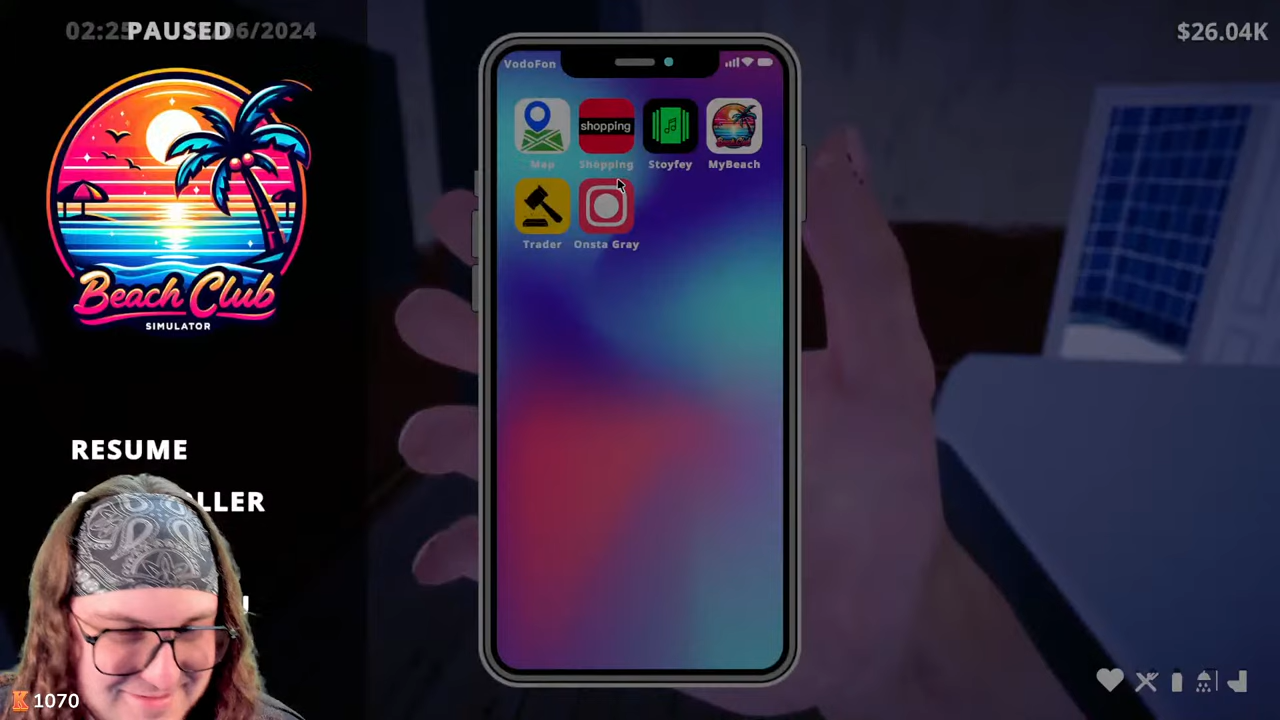 PAUSED
$26.04K
Beach Club
SIMULATOR
RESUME
VodoFon
shopping
Map
Shopping
Stoyfey
MyBeach
Trader
Onsta Gray
1070